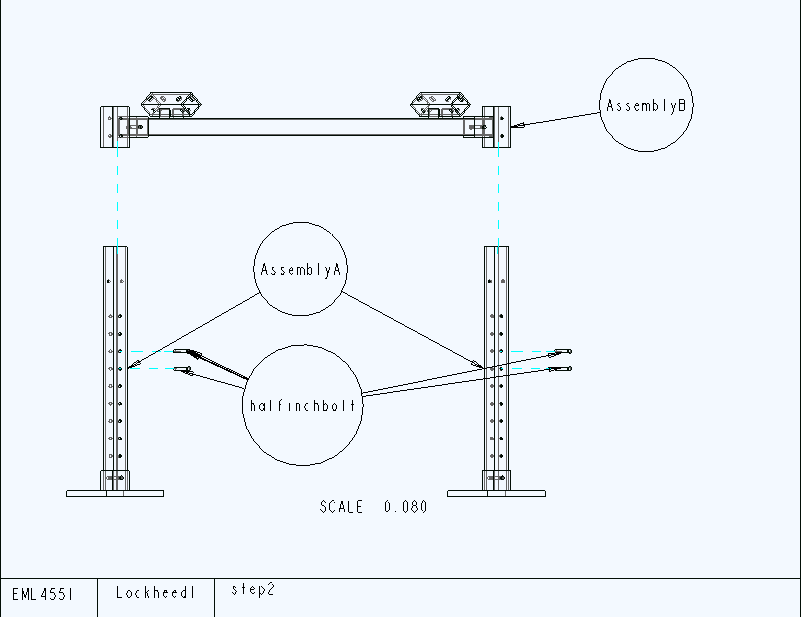 AssemblyB
AssemblyA
halfinchbolt
SCALE 0.080
EML4551
Lockheed1
step2